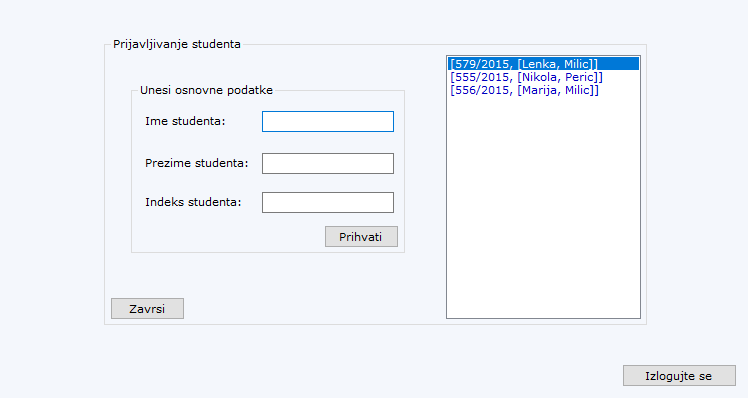 Prijavljivanje studenta
Unesi osnovne podatke
Ime studenta:
Prezime studenta:
Indeks studenta:
Prihvati
Zavrsi
[579/2015, [Lenka, Milic]]
[555/2015, [Nikola, Peric]]
[556/2015, [Marija, Milic]]
Izlogujte se